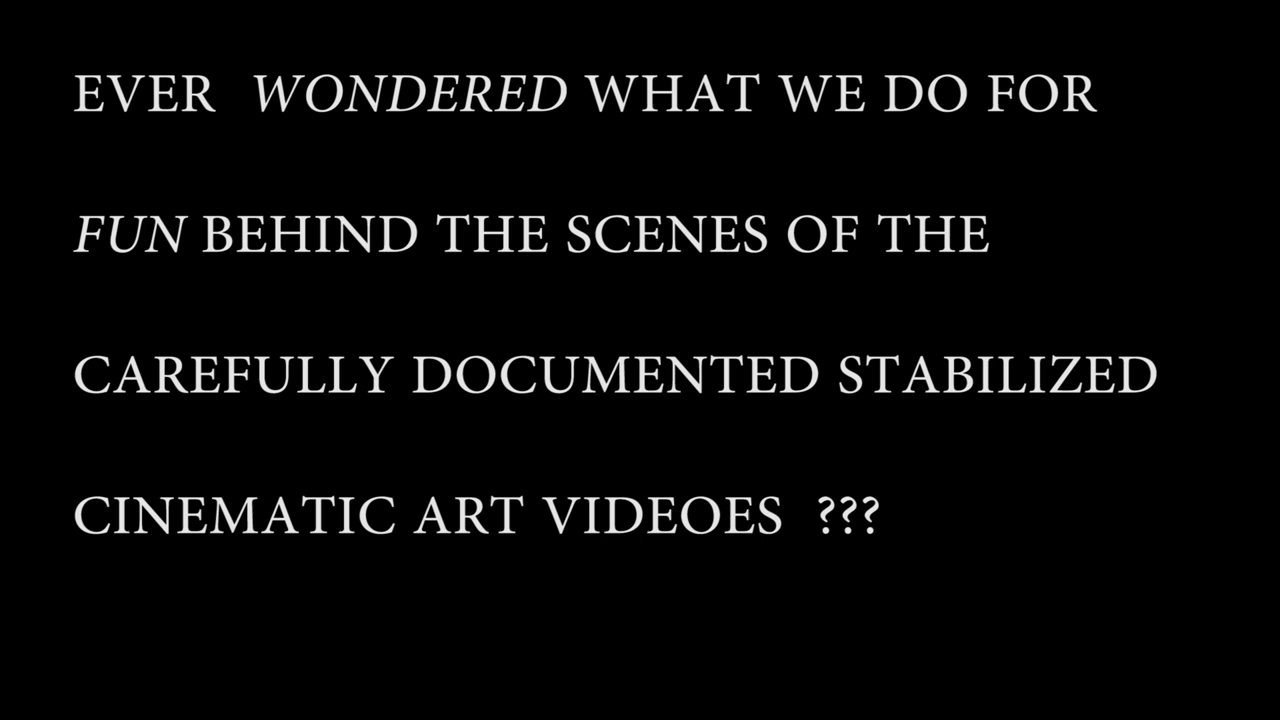 EVER WONDERED WHAT WE DO FOR
FUN BEHIND THE SCENES OF THE
CAREFULLY DOCUMENTED STABILIZED
CINEMATIC ART VIDEOES ???